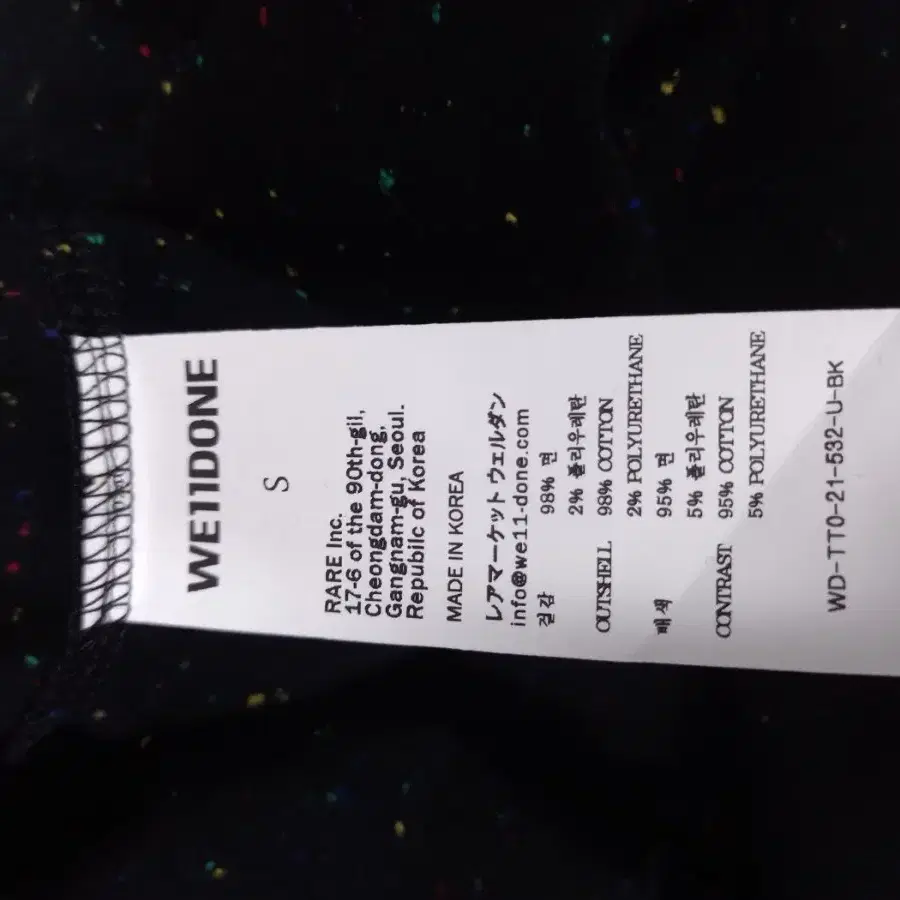 WE11DONE
S
RARE Inc.
17-6 of the 90th-gil,
Cheongdam-dong,
Gangnam-gu, Seoul.
Republic of Korea
MADE IN KOREA
レアマーケット ウェルダン
info@we11-done.com
겉감 98% 면
2% 폴리우레탄
OUTSHELL 98% COTTON
2% POLYURETHANE
배색 95% 면
5% 폴리우레탄
CONTRAST 95% COTTON
5% POLYURETHANE
WD-TT0-21-532-U-BK